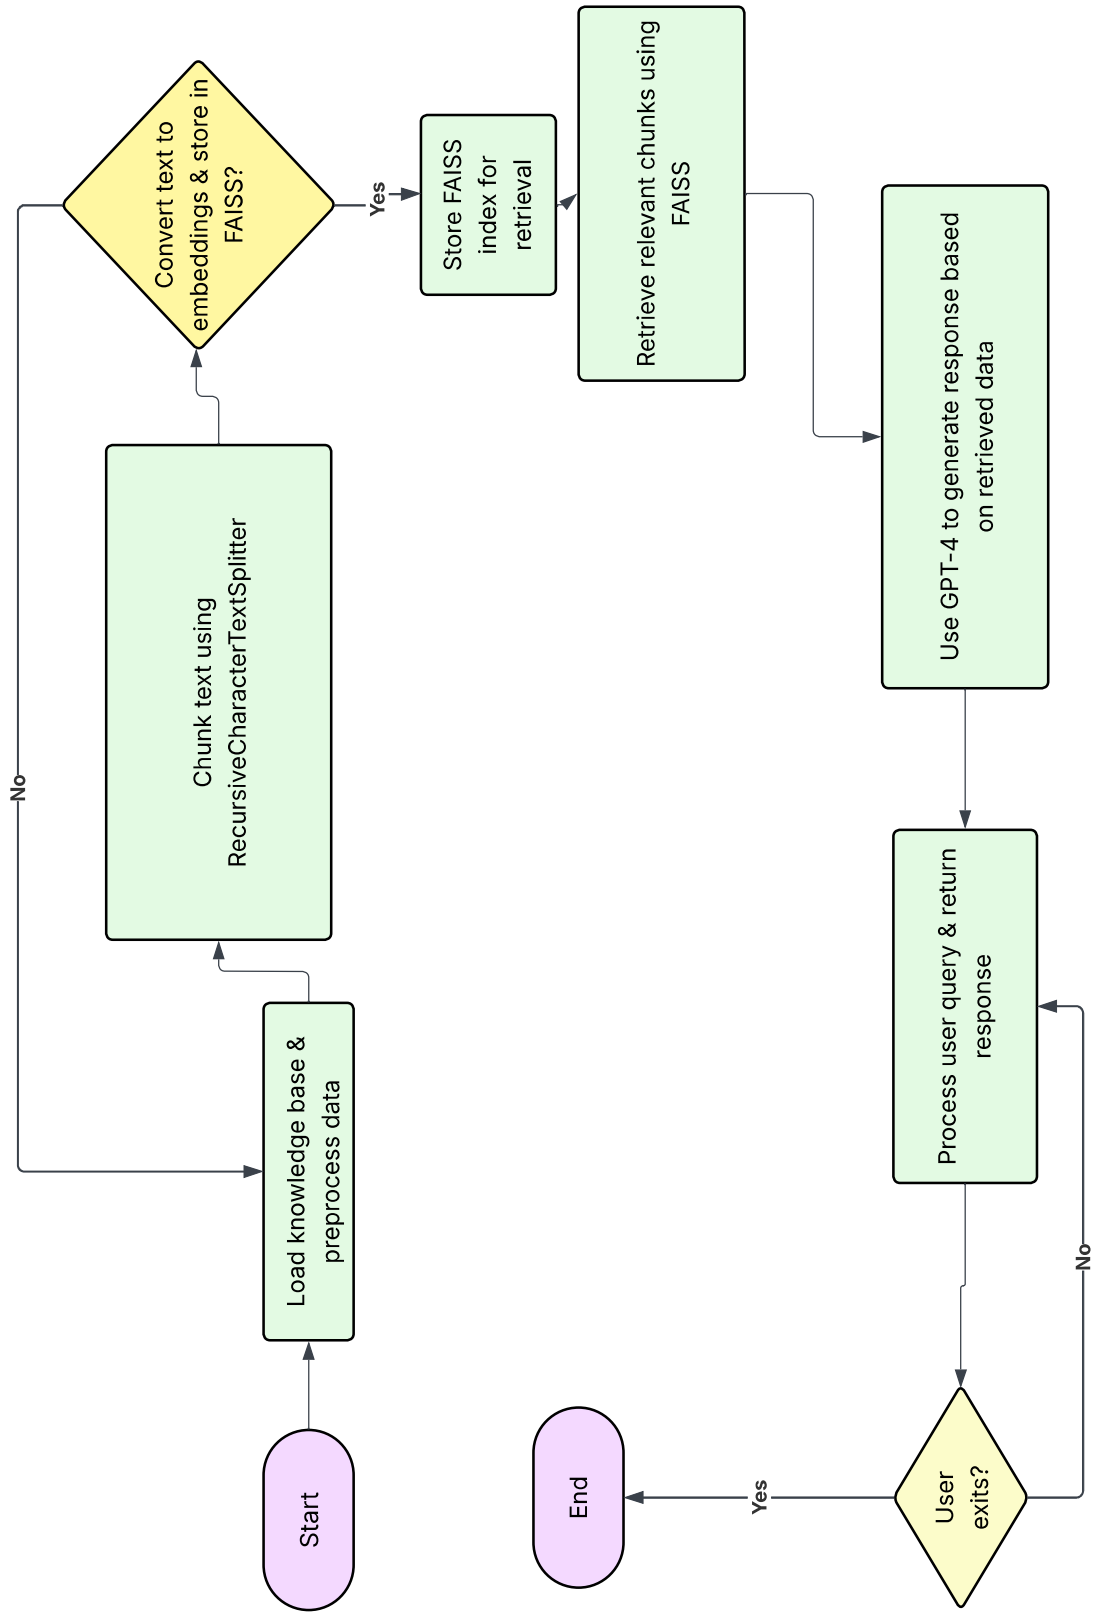 Start
Load knowledge base &
preprocess data
Chunk text using
RecursiveCharacterTextSplitter
Convert text to
embeddings & store in
FAISS?
No
Yes
Store FAISS
index for
retrieval
Retrieve relevant chunks using
FAISS
Use GPT-4 to generate response based
on retrieved data
Process user query & return
response
User
exits?
No
Yes
End